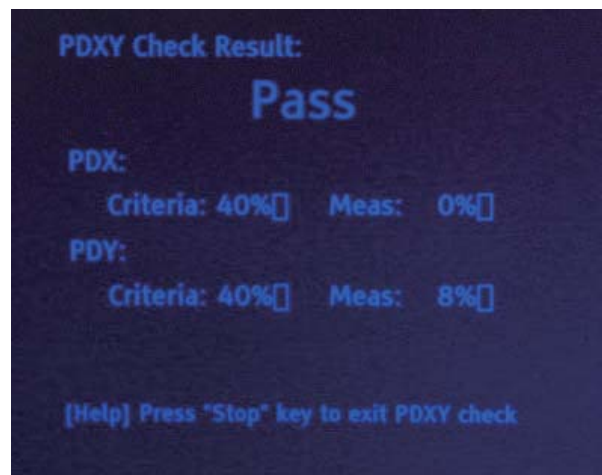 PDXY Check Result:
Pass
PDX:
Criteria: 40%▯ Meas: 0%▯
PDY:
Criteria: 40%▯ Meas: 8%▯
[Help] Press "Stop" key to exit PDXY check